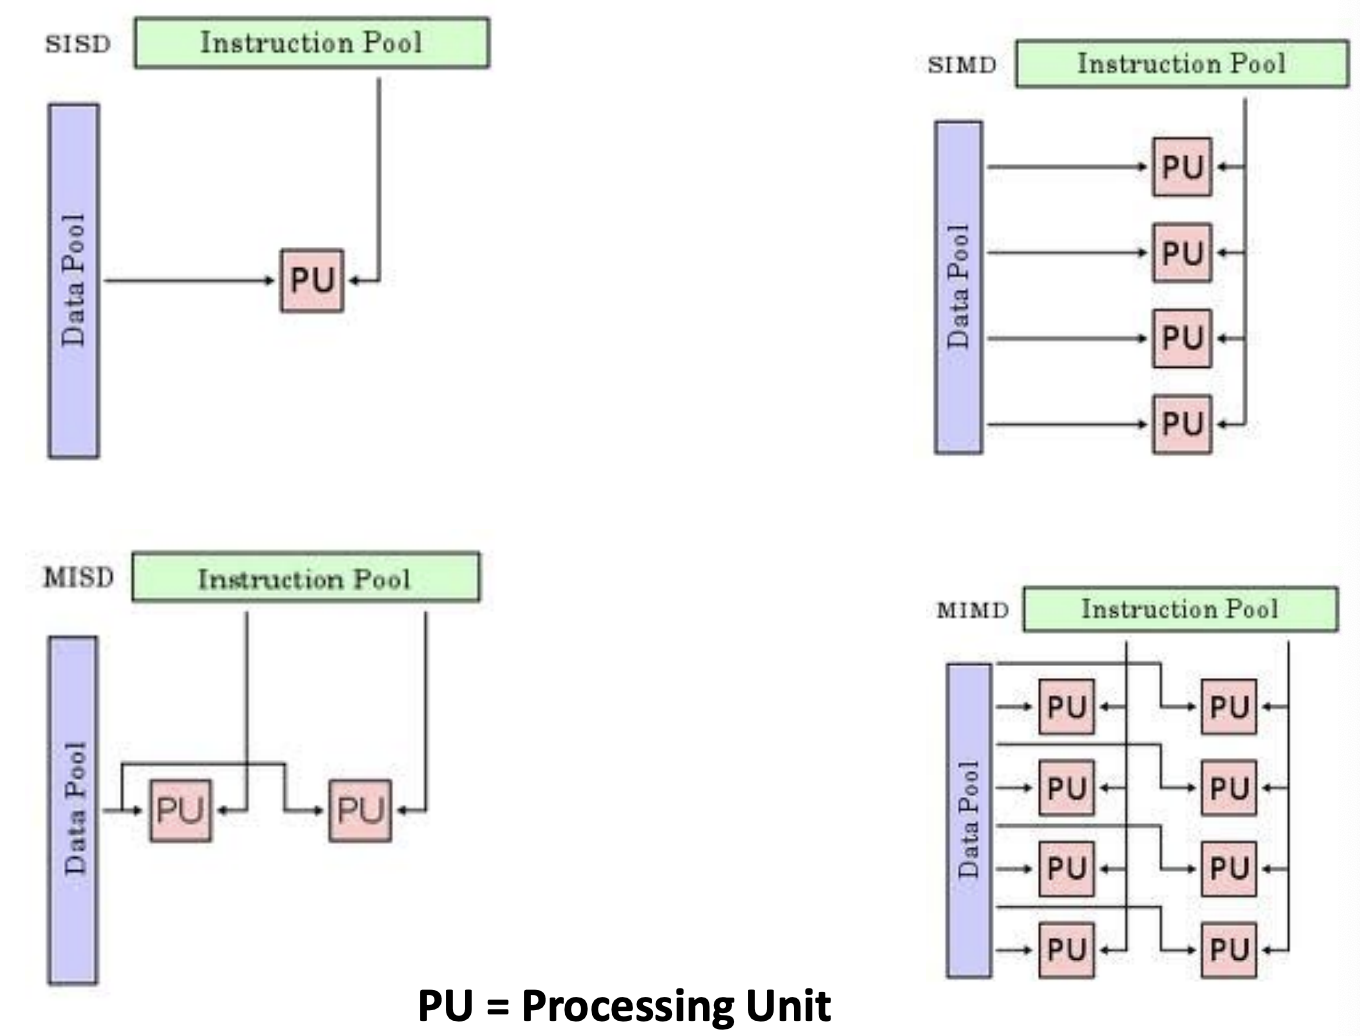 SISD
Instruction Pool
Data Pool
PU
SIMD
Instruction Pool
Data Pool
PU
PU
PU
PU
MISD
Instruction Pool
Data Pool
PU
PU
MIMD
Instruction Pool
Data Pool
PU
PU
PU
PU
PU
PU
PU
PU
PU = Processing Unit